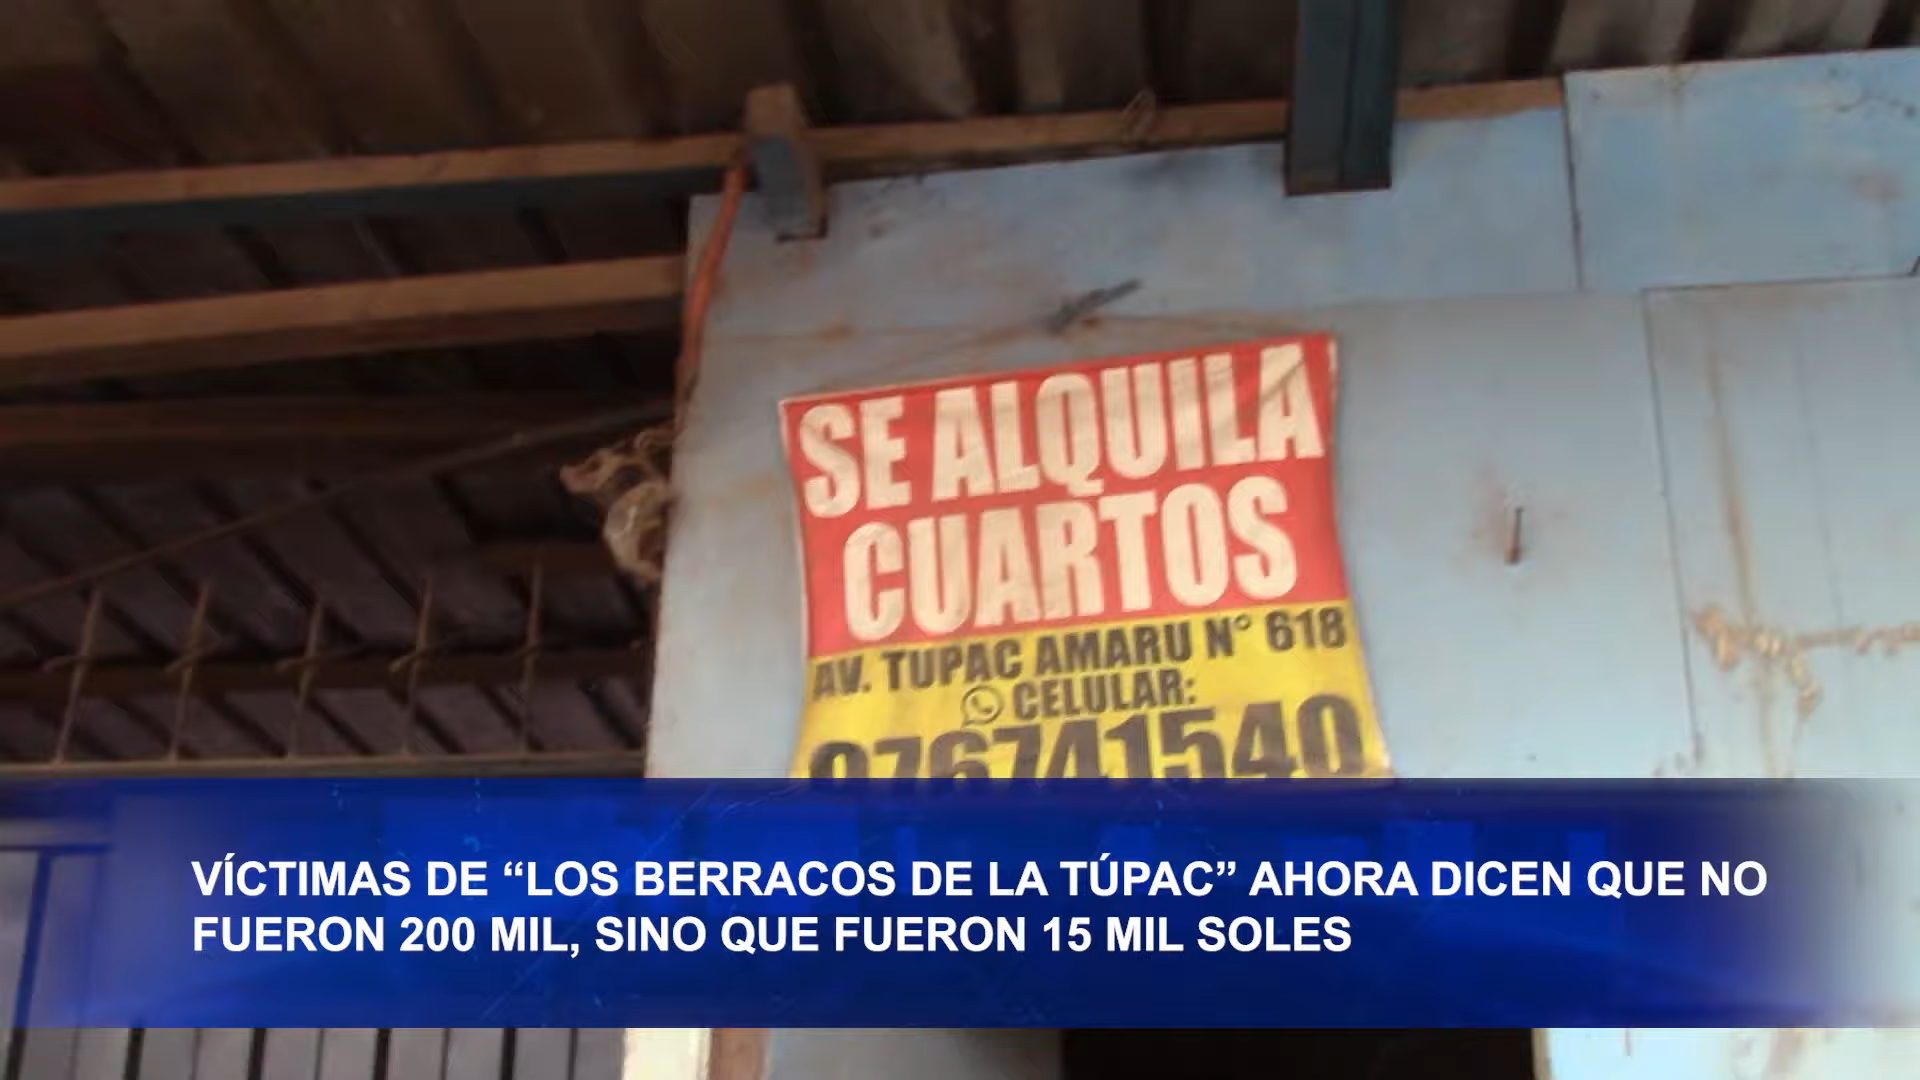 SE ALQUILA
CUARTOS
AV. TUPAC AMARU N° 618
CELULAR:
976741540
VÍCTIMAS DE “LOS BERRACOS DE LA TÚPAC” AHORA DICEN QUE NO
FUERON 200 MIL, SINO QUE FUERON 15 MIL SOLES